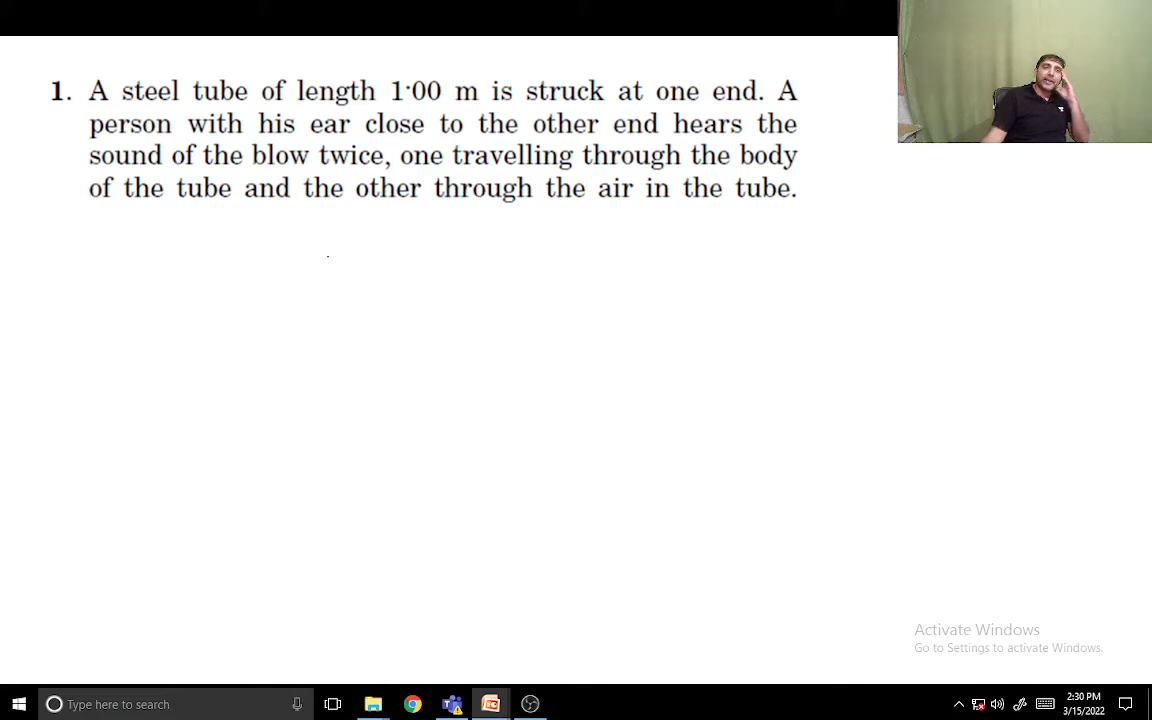 1. A steel tube of length 1·00 m is struck at one end. A
person with his ear close to the other end hears the
sound of the blow twice, one travelling through the body
of the tube and the other through the air in the tube.
Activate Windows
Go to Settings to activate Windows.
Type here to search
2:30 PM
3/15/2022